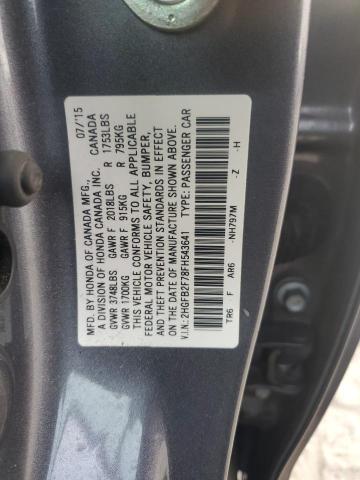 MFD. BY HONDA OF CANADA MFG., 07/'15
A DIVISION OF HONDA CANADA INC. CANADA
GVWR 3748LBS GAWR F 2018LBS R 1753LBS
GVWR 1700KG GAWR F 915KG R 795KG
THIS VEHICLE CONFORMS TO ALL APPLICABLE
FEDERAL MOTOR VEHICLE SAFETY, BUMPER,
AND THEFT PREVENTION STANDARDS IN EFFECT
ON THE DATE OF MANUFACTURE SHOWN ABOVE.
V.I.N.: 2HGFB2F78FH543641 TYPE: PASSENGER CAR
TR6 F AR6 -NH797M -Z -H